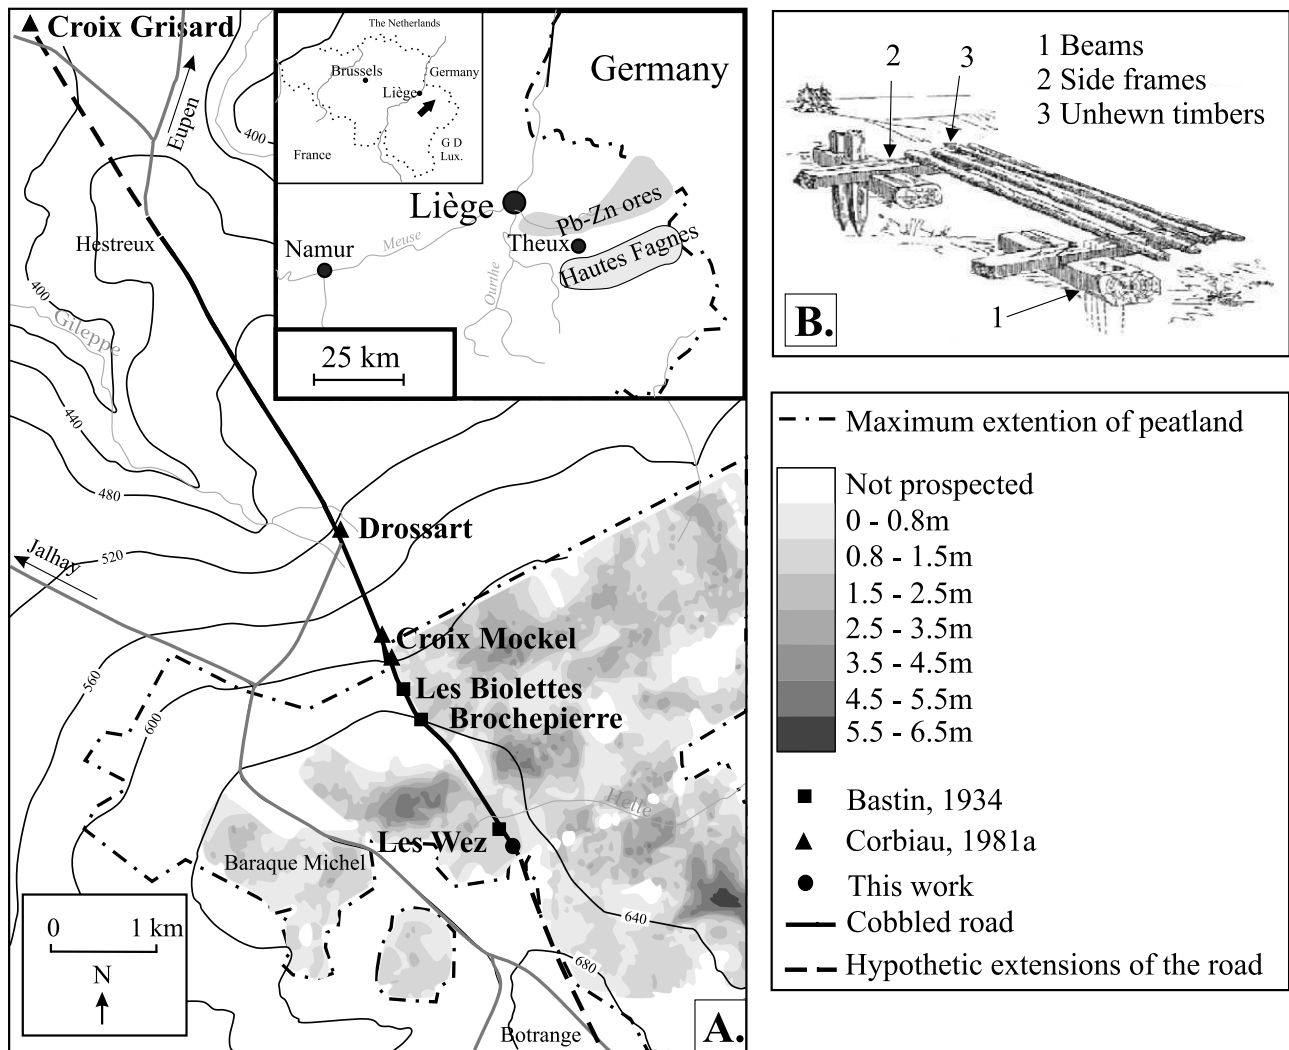 Croix Grisard
Eupen
400
Hestreux
400
Gileppe
440
480
520
Jalhay
560
600
Drossart
Croix Mockel
Les Biolettes
Brochepierre
Les Wez
Helle
Baraque Michel
640
680
Botrange
0 1 km
N
A.
The Netherlands
Brussels
Germany
Liège
France
G D
Lux.
Germany
Liège
Pb-Zn ores
Theux
Hautes Fagnes
Namur
Meuse
Ourthe
25 km
2 3
1 Beams
2 Side frames
3 Unhewn timbers
1
B.
Maximum extention of peatland
Not prospected
0 - 0.8m
0.8 - 1.5m
1.5 - 2.5m
2.5 - 3.5m
3.5 - 4.5m
4.5 - 5.5m
5.5 - 6.5m
Bastin, 1934
Corbiau, 1981a
This work
Cobbled road
Hypothetic extensions of the road